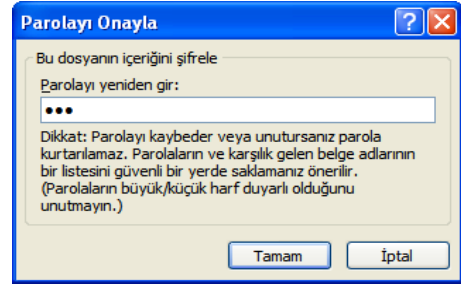 Parolayı Onayla
Bu dosyanın içeriğini şifrele
Parolayı yeniden gir:
●●●
Dikkat: Parolayı kaybeder veya unutursanız parola
kurtarılamaz. Parolaların ve karşılık gelen belge adlarının
bir listesini güvenli bir yerde saklamanız önerilir.
(Parolaların büyük/küçük harf duyarlı olduğunu
unutmayın.)
Tamam
İptal